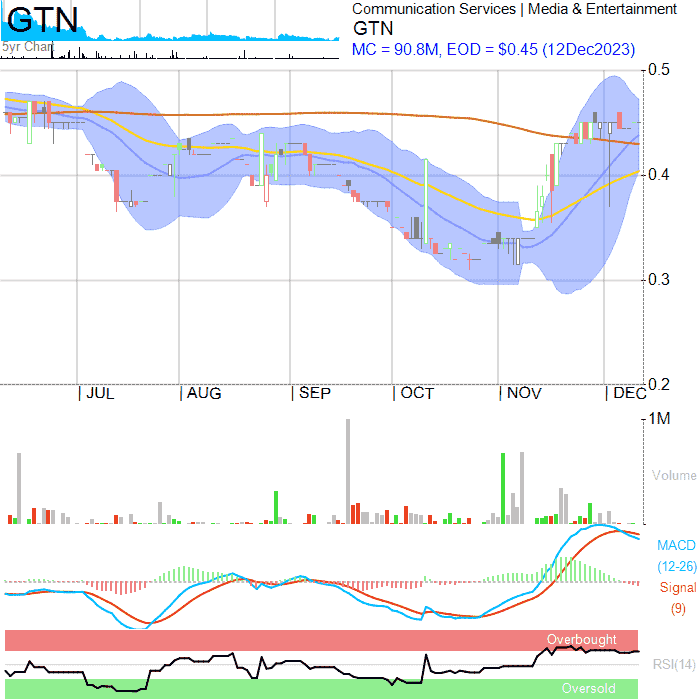 GTN
5yr Chart
Communication Services | Media & Entertainment
GTN
MC = 90.8M, EOD = $0.45 (12Dec2023)
0.5
0.4
0.3
0.2
| JUL | AUG | SEP | OCT | NOV | DEC
1M
Volume
MACD
(12-26)
Signal
(9)
Overbought
RSI(14)
Oversold